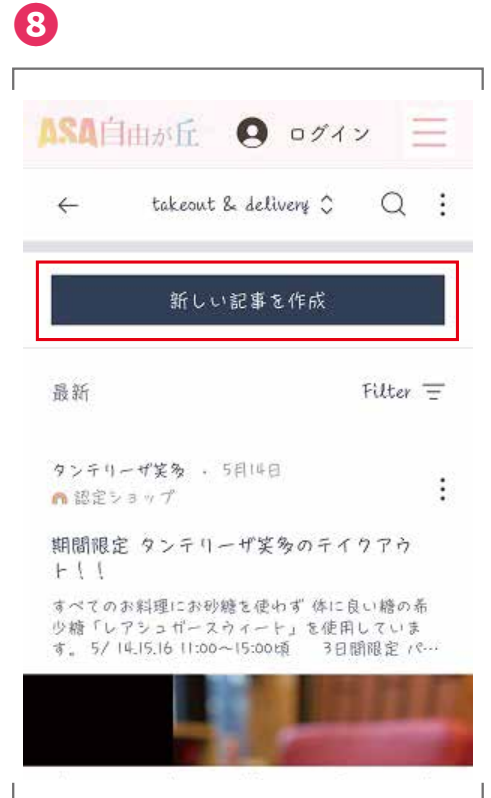 8
ASA自由が丘 ログイン
takeout & delivery
新しい記事を作成
最新 Filter
タンテリーザ笑多 ・ 5月14日
認定ショップ
期間限定 タンテリーザ笑多のテイクアウ
ト！！
すべてのお料理にお砂糖を使わず 体に良い糖の希
少糖「レアシュガースウィート」を使用していま
す。 5/ 14.15.16 11:00〜15:00頃 3日間限定 パ…